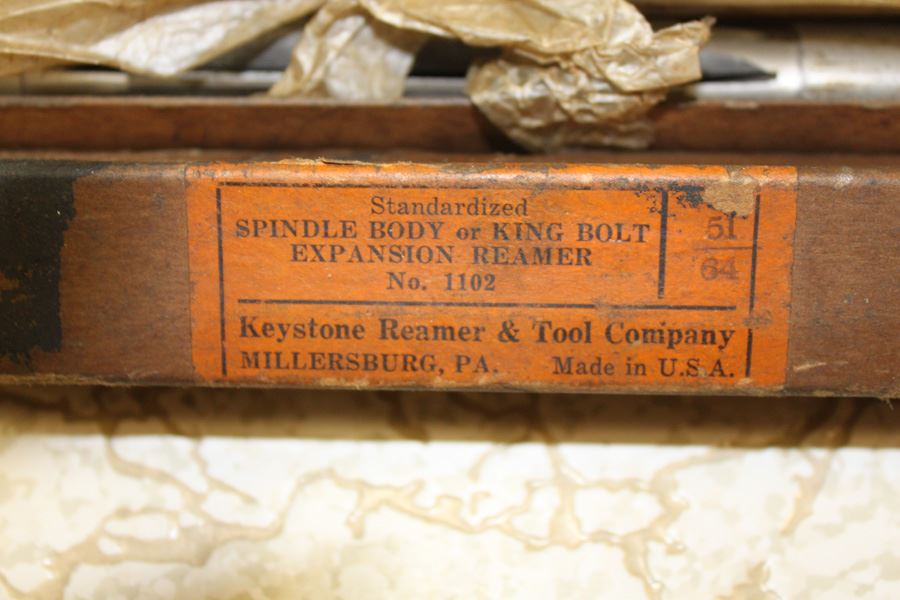 Standardized
SPINDLE BODY or KING BOLT
EXPANSION REAMER
No. 1102
51
64
Keystone Reamer & Tool Company
MILLERSBURG, PA. Made in U.S.A.